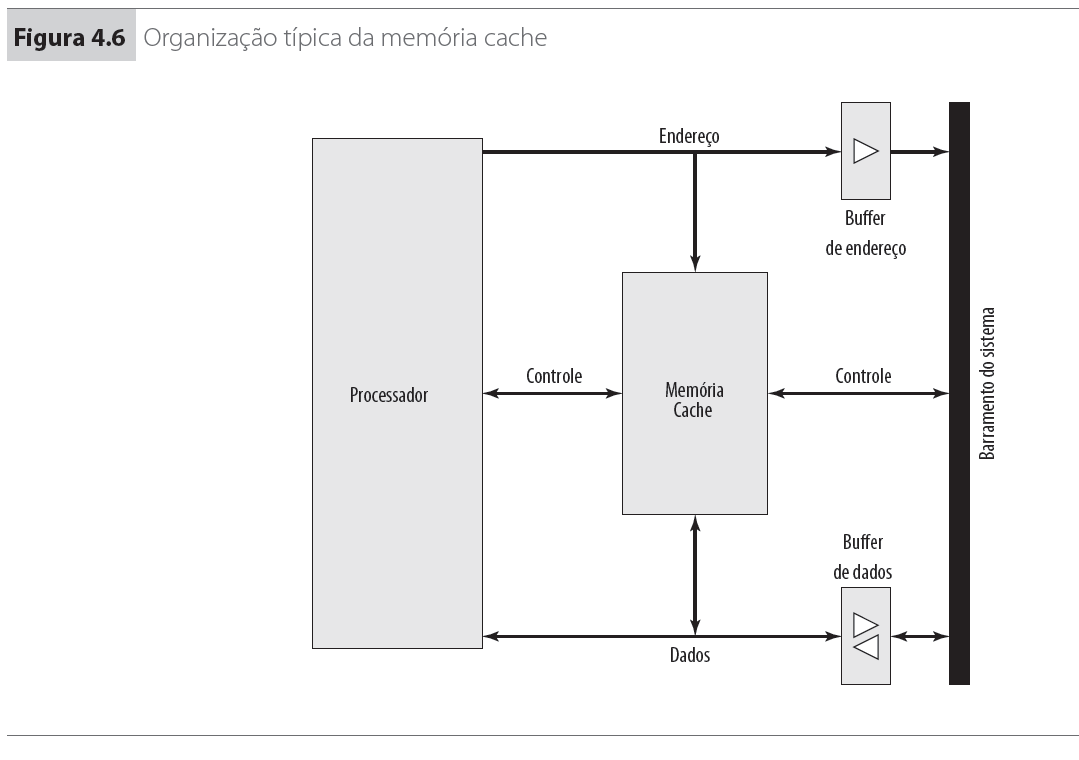 Figura 4.6 Organização típica da memória cache
Endereço
Buffer
de endereço
Processador
Controle
Memória
Cache
Controle
Barramento do sistema
Buffer
de dados
Dados